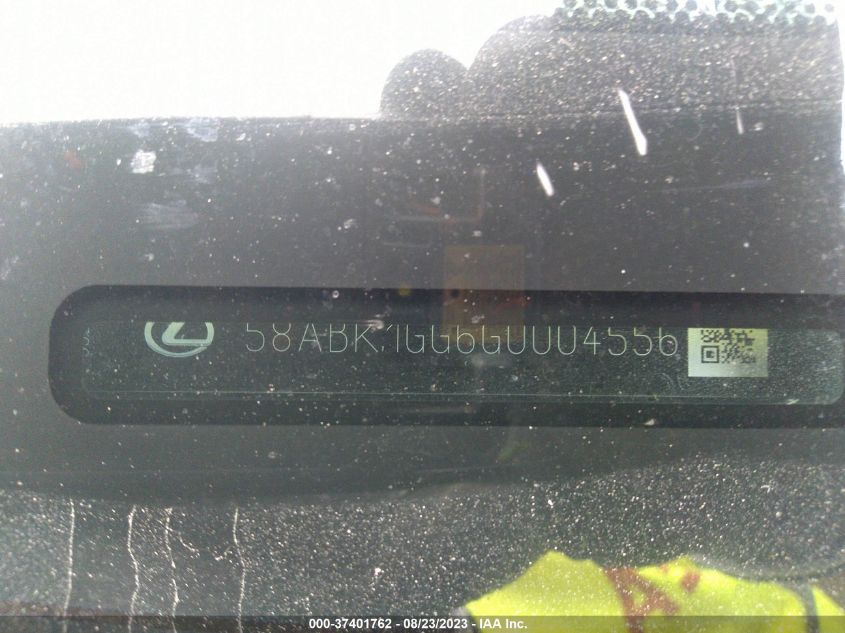 58ABK1GG6GU004556
000-37401762 - 08/23/2023 - IAA Inc.